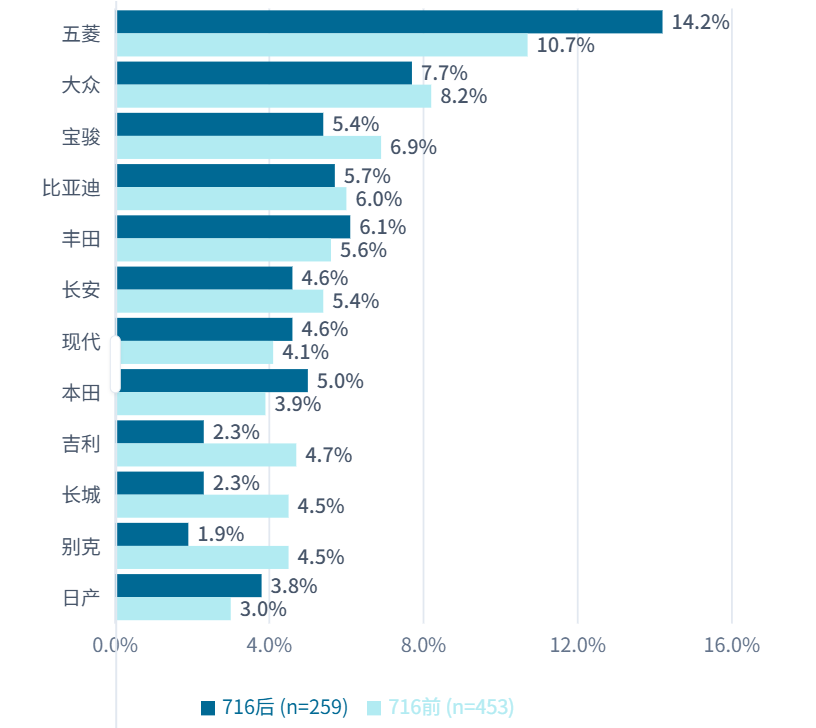 五菱
14.2%
10.7%
大众
7.7%
8.2%
宝骏
5.4%
6.9%
比亚迪
5.7%
6.0%
丰田
6.1%
5.6%
长安
4.6%
5.4%
现代
4.6%
4.1%
本田
5.0%
3.9%
吉利
2.3%
4.7%
长城
2.3%
4.5%
别克
1.9%
4.5%
日产
3.8%
3.0%
0.0% 4.0% 8.0% 12.0% 16.0%
716后 (n=259) 716前 (n=453)